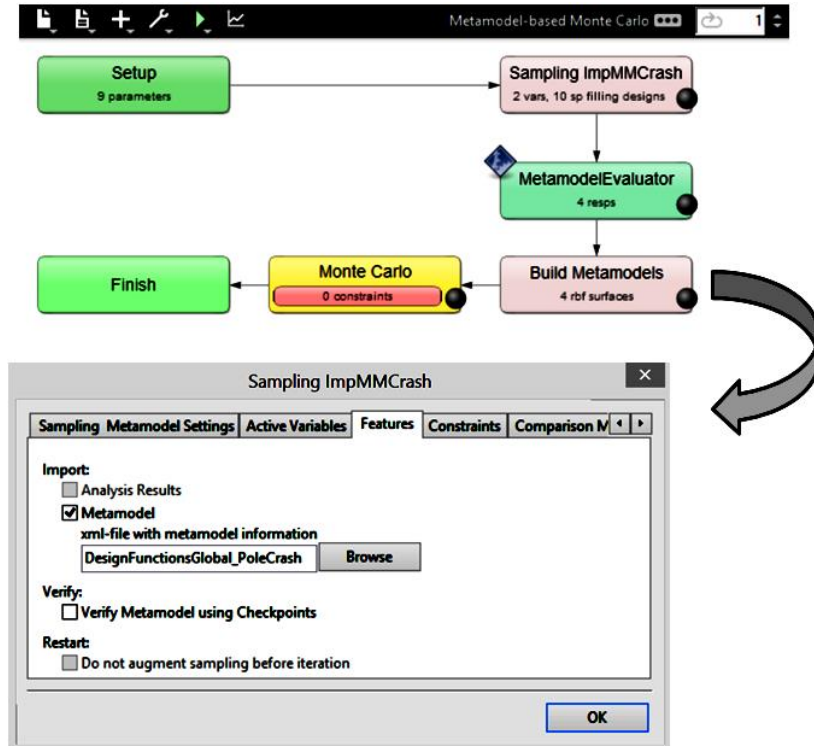 Metamodel-based Monte Carlo
1
Setup
9 parameters
Sampling ImpMMCrash
2 vars, 10 sp filling designs
MetamodelEvaluator
4 resps
Build Metamodels
4 rbf surfaces
Monte Carlo
0 constraints
Finish
Sampling ImpMMCrash
Sampling Metamodel Settings Active Variables Features Constraints Comparison M
Import:
Analysis Results
Metamodel
xml-file with metamodel information
DesignFunctionsGlobal_PoleCrash Browse
Verify:
Verify Metamodel using Checkpoints
Restart:
Do not augment sampling before iteration
OK